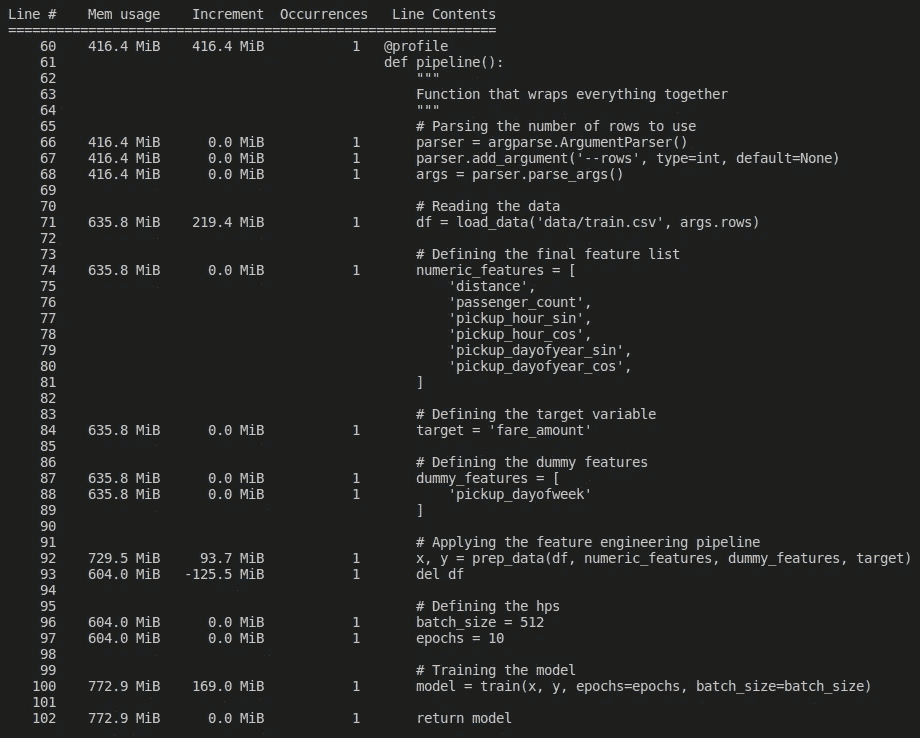 Line #    Mem usage    Increment  Occurrences   Line Contents
=============================================================
    60    416.4 MiB    416.4 MiB           1   @profile
    61                                         def pipeline():
    62                                             """
    63                                             Function that wraps everything together
    64                                             """
    65                                             # Parsing the number of rows to use
    66    416.4 MiB      0.0 MiB           1       parser = argparse.ArgumentParser()
    67    416.4 MiB      0.0 MiB           1       parser.add_argument('--rows', type=int, default=None)
    68    416.4 MiB      0.0 MiB           1       args = parser.parse_args()
    69
    70                                             # Reading the data
    71    635.8 MiB    219.4 MiB           1       df = load_data('data/train.csv', args.rows)
    72
    73                                             # Defining the final feature list
    74    635.8 MiB      0.0 MiB           1       numeric_features = [
    75                                                 'distance',
    76                                                 'passenger_count',
    77                                                 'pickup_hour_sin',
    78                                                 'pickup_hour_cos',
    79                                                 'pickup_dayofyear_sin',
    80                                                 'pickup_dayofyear_cos',
    81                                             ]
    82
    83                                             # Defining the target variable
    84    635.8 MiB      0.0 MiB           1       target = 'fare_amount'
    85
    86                                             # Defining the dummy features
    87    635.8 MiB      0.0 MiB           1       dummy_features = [
    88    635.8 MiB      0.0 MiB           1           'pickup_dayofweek'
    89                                             ]
    90
    91                                             # Applying the feature engineering pipeline
    92    729.5 MiB     93.7 MiB           1       x, y = prep_data(df, numeric_features, dummy_features, target)
    93    604.0 MiB   -125.5 MiB           1       del df
    94
    95                                             # Defining the hps
    96    604.0 MiB      0.0 MiB           1       batch_size = 512
    97    604.0 MiB      0.0 MiB           1       epochs = 10
    98
    99                                             # Training the model
   100    772.9 MiB    169.0 MiB           1       model = train(x, y, epochs=epochs, batch_size=batch_size)
   101
   102    772.9 MiB      0.0 MiB           1       return model